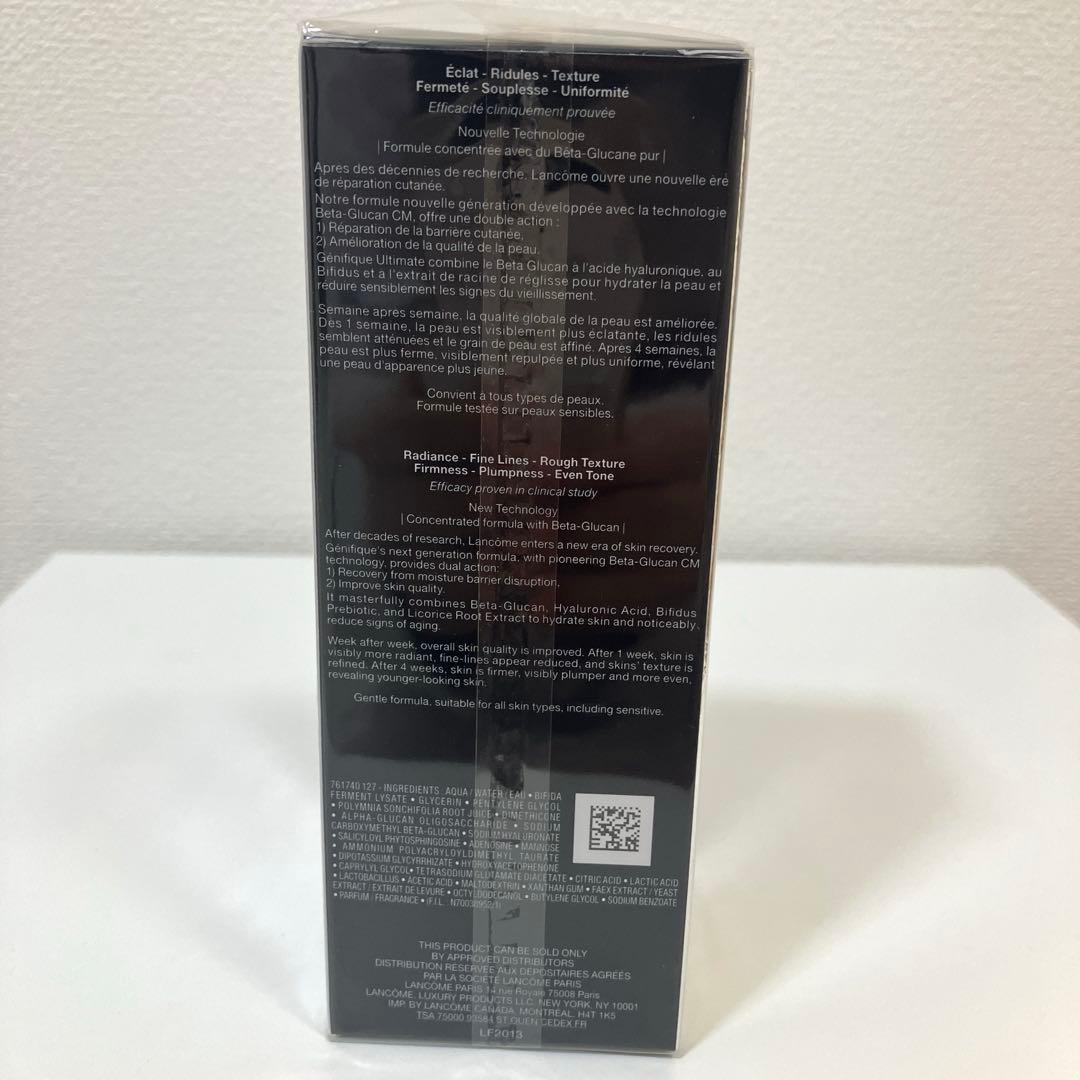 Éclat - Ridules - Texture
Fermeté - Souplesse - Uniformité
Efficacité cliniquement prouvée
Nouvelle Technologie
| Formule concentrée avec du Bêta-Glucane pur |
Apres des décennies de recherche. Lancôme ouvre une nouvelle ère
de réparation cutanée.
Notre formule nouvelle génération développée avec la technologie
Beta-Glucan CM, offre une double action :
1) Réparation de la barrière cutanée,
2) Amélioration de la qualité de la peau.
Génifique Ultimate combine le Beta Glucan à l'acide hyaluronique, au
Bifidus et a l'extrait de racine de réglisse pour hydrater la peau et
réduire sensiblement les signes du vieillissement.
Semaine après semaine, la qualité globale de la peau est améliorée.
Dès 1 semaine, la peau est visiblement plus éclatante, les ridules
semblent atténuées et le grain de peau est affiné. Après 4 semaines, la
peau est plus ferme, visiblement repulpée et plus uniforme, révélant
une peau d'apparence plus jeune.
Convient à tous types de peaux.
Formule testée sur peaux sensibles.
Radiance - Fine Lines - Rough Texture
Firmness - Plumpness - Even Tone
Efficacy proven in clinical study
New Technology
| Concentrated formula with Beta-Glucan |
After decades of research, Lancôme enters a new era of skin recovery.
Génifique's next generation formula, with pioneering Beta-Glucan CM
technology, provides dual action:
1) Recovery from moisture barrier disruption,
2) Improve skin quality.
It masterfully combines Beta-Glucan, Hyaluronic Acid, Bifidus
Prebiotic, and Licorice Root Extract to hydrate skin and noticeably
reduce signs of aging.
Week after week, overall skin quality is improved. After 1 week, skin is
visibly more radiant, fine-lines appear reduced, and skins' texture is
refined. After 4 weeks, skin is firmer, visibly plumper and more even,
revealing younger-looking skin.
Gentle formula, suitable for all skin types, including sensitive.
761740 127 - INGREDIENTS: AQUA / WATER / EAU • BIFIDA
FERMENT LYSATE • GLYCERIN • PENTYLENE GLYCOL
• POLYMNIA SONCHIFOLIA ROOT JUICE • DIMETHICONE
• ALPHA-GLUCAN OLIGOSACCHARIDE • SODIUM
CARBOXYMETHYL BETA-GLUCAN • SODIUM HYALURONATE
• SALICYLOYL PHYTOSPHINGOSINE • ADENOSINE • MANNOSE
• AMMONIUM POLYACRYLOYLDIMETHYL TAURATE
• DIPOTASSIUM GLYCYRRHIZATE • HYDROXYACETOPHENONE
• CAPRYLYL GLYCOL • TETRASODIUM GLUTAMATE DIACETATE • CITRIC ACID • LACTIC ACID
• LACTOBACILLUS • ACETIC ACID • MALTODEXTRIN • XANTHAN GUM • FAEX EXTRACT / YEAST
EXTRACT / EXTRAIT DE LEVURE • OCTYLDODECANOL • BUTYLENE GLYCOL • SODIUM BENZOATE
• PARFUM / FRAGRANCE • (F.I.L. : N70038952/1)
THIS PRODUCT CAN BE SOLD ONLY
BY APPROVED DISTRIBUTORS
DISTRIBUTION RESERVEE AUX DEPOSITAIRES AGRÉÉS
PAR LA SOCIÉTÉ LANCÔME PARIS
LANCÔME PARIS 14 rue Royale 75008 Paris
LANCÔME. LUXURY PRODUCTS LLC. NEW YORK, NY 10001
IMP. BY LANCÔME CANADA. MONTREAL. H4T 1K5
TSA 75000 93584 ST OUEN CEDEX FR
LF2013